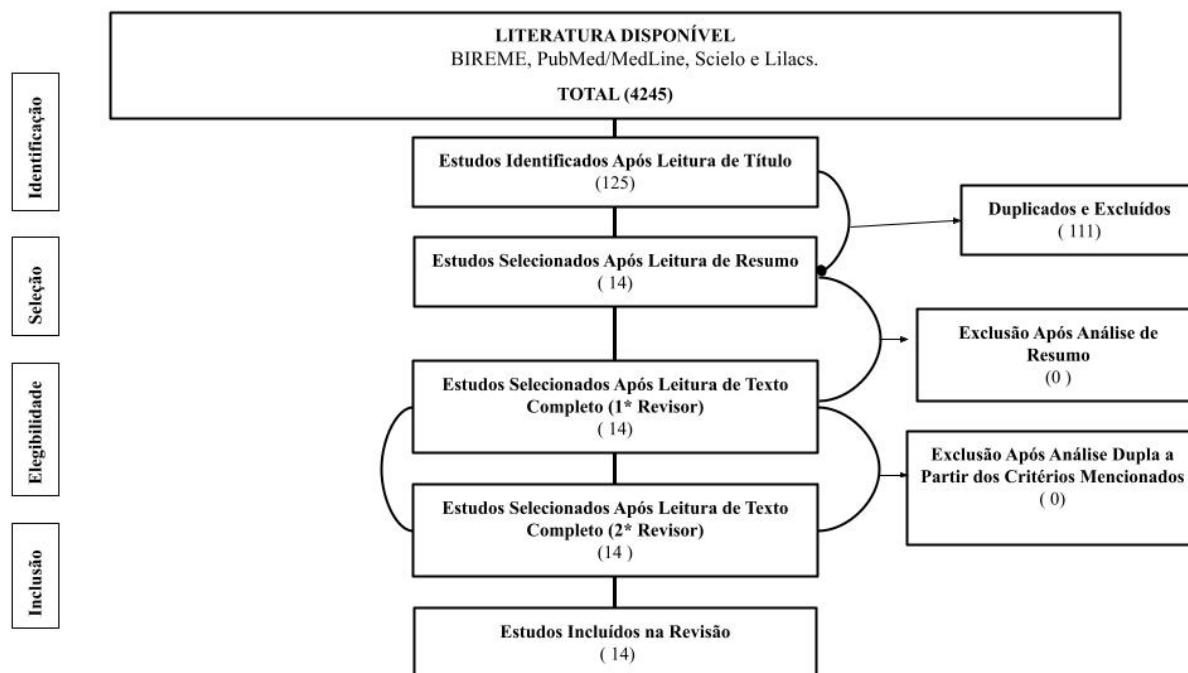 LITERATURA DISPONÍVEL
BIREME, PubMed/MedLine, Scielo e Lilacs.
TOTAL (4245)
Identificação
Estudos Identificados Após Leitura de Título
(125)
Duplicados e Excluídos
( 111)
Seleção
Estudos Selecionados Após Leitura de Resumo
( 14)
Exclusão Após Análise de
Resumo
(0 )
Elegibilidade
Estudos Selecionados Após Leitura de Texto
Completo (1* Revisor)
( 14)
Exclusão Após Análise Dupla a
Partir dos Critérios Mencionados
( 0)
Estudos Selecionados Após Leitura de Texto
Completo (2* Revisor)
(14 )
Inclusão
Estudos Incluídos na Revisão
( 14)